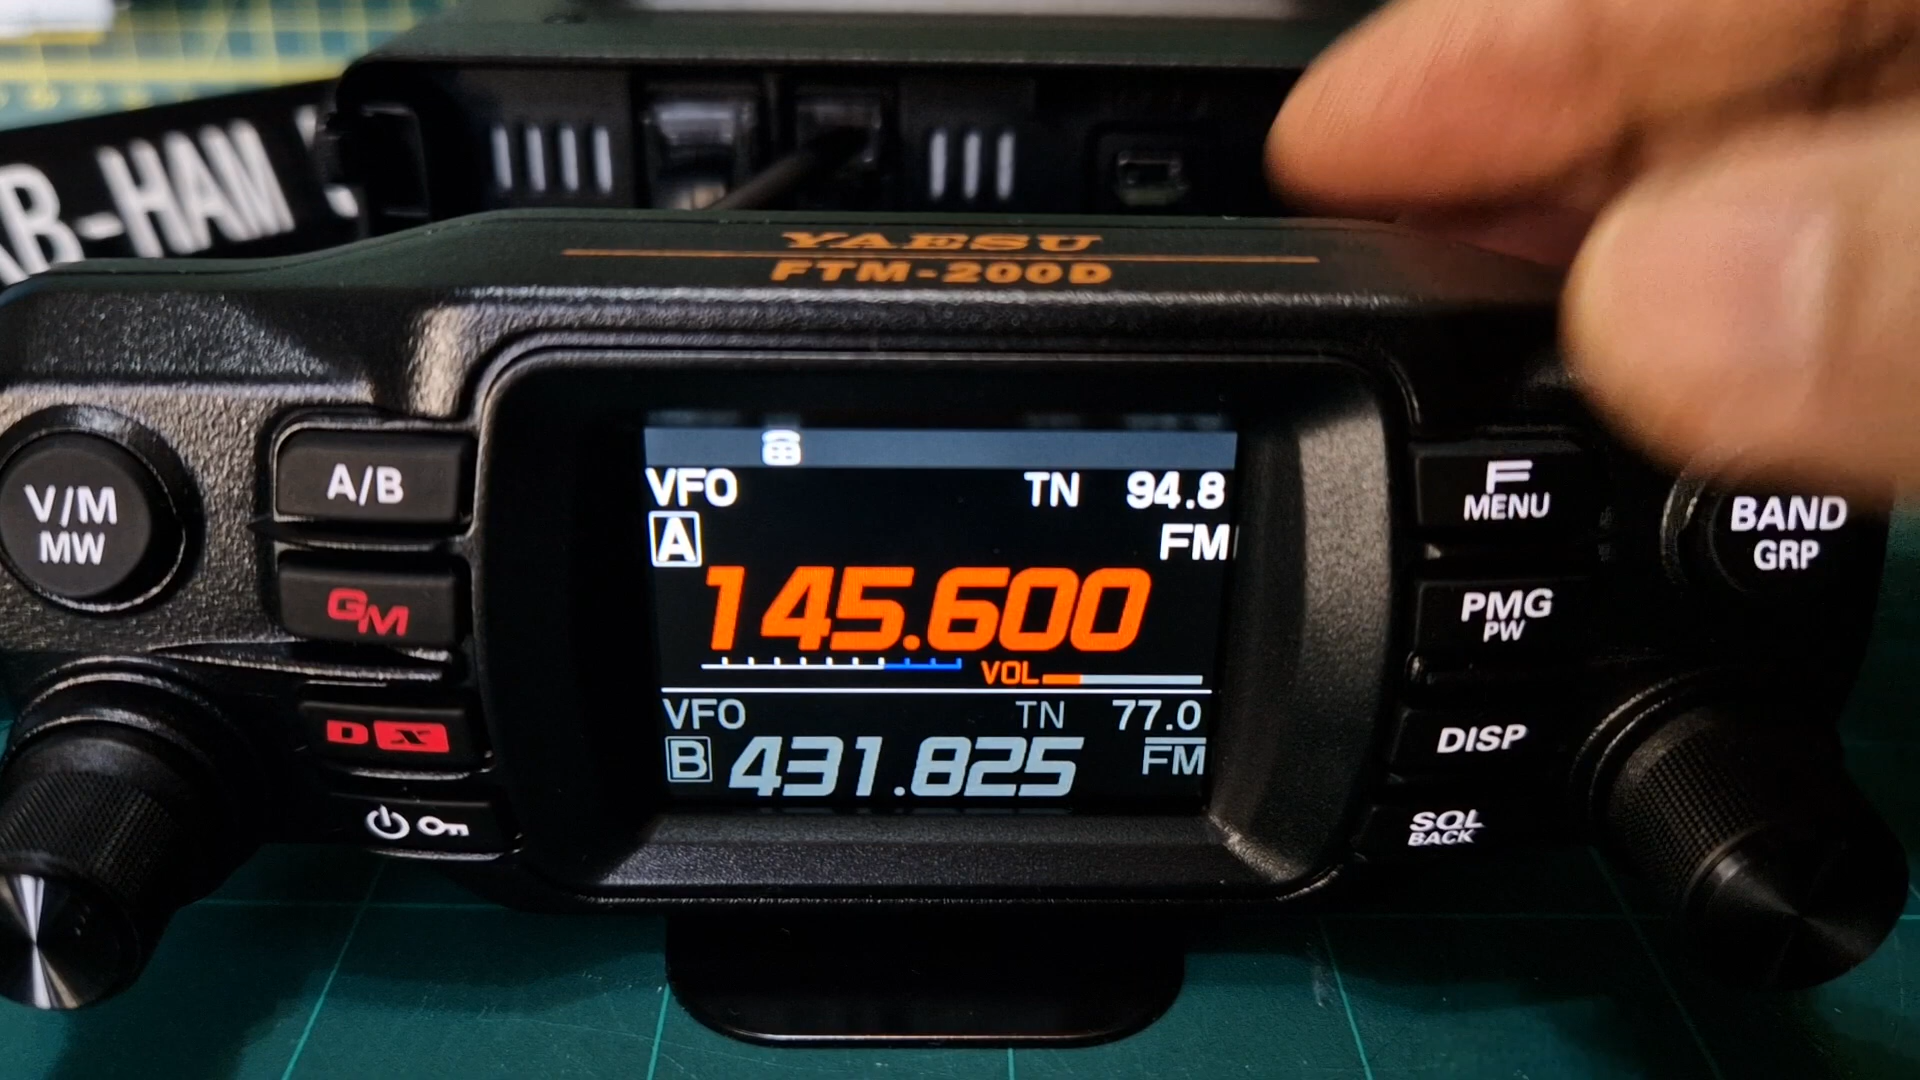 B-HAM
YAESU
FTM-200D
V/M
MW
A/B
GM
DX
On
VFO TN 94.8
A FM
145.600
VOL
VFO TN 77.0
B 431.825 FM
F
MENU
BAND
GRP
PMG
PW
DISP
SQL
BACK